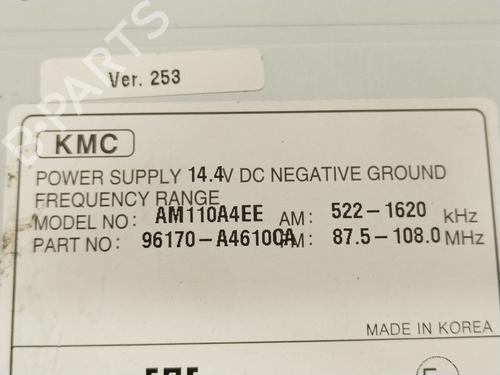 Ver. 253
KMC
POWER SUPPLY 14.4V DC NEGATIVE GROUND
FREQUENCY RANGE
MODEL NO: AM110A4EE AM: 522-1620 kHz
PART NO: 96170-A4610CA FM: 87.5-108.0 MHz
MADE IN KOREA
B-PARTS